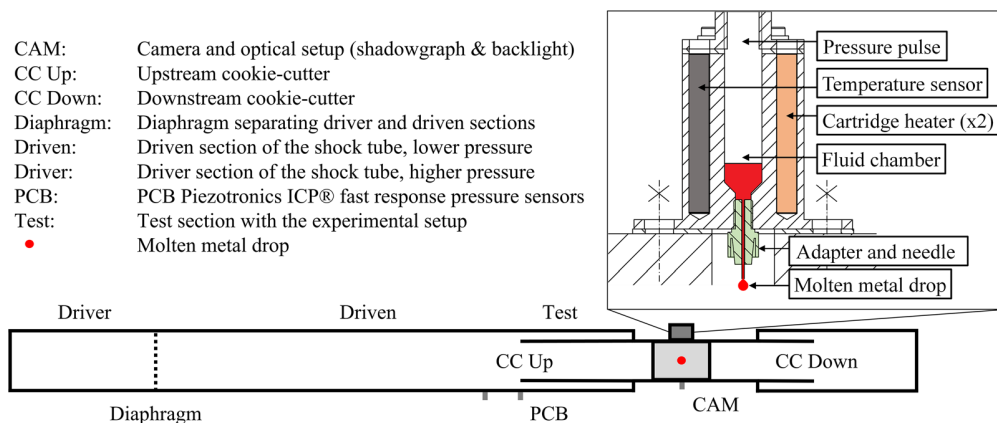 CAM: Camera and optical setup (shadowgraph & backlight)
CC Up: Upstream cookie-cutter
CC Down: Downstream cookie-cutter
Diaphragm: Diaphragm separating driver and driven sections
Driven: Driven section of the shock tube, lower pressure
Driver: Driver section of the shock tube, higher pressure
PCB: PCB Piezotronics ICP® fast response pressure sensors
Test: Test section with the experimental setup
Molten metal drop
Pressure pulse
Temperature sensor
Cartridge heater (x2)
Fluid chamber
Adapter and needle
Molten metal drop
Driver Driven Test
CC Up CC Down
Diaphragm PCB CAM